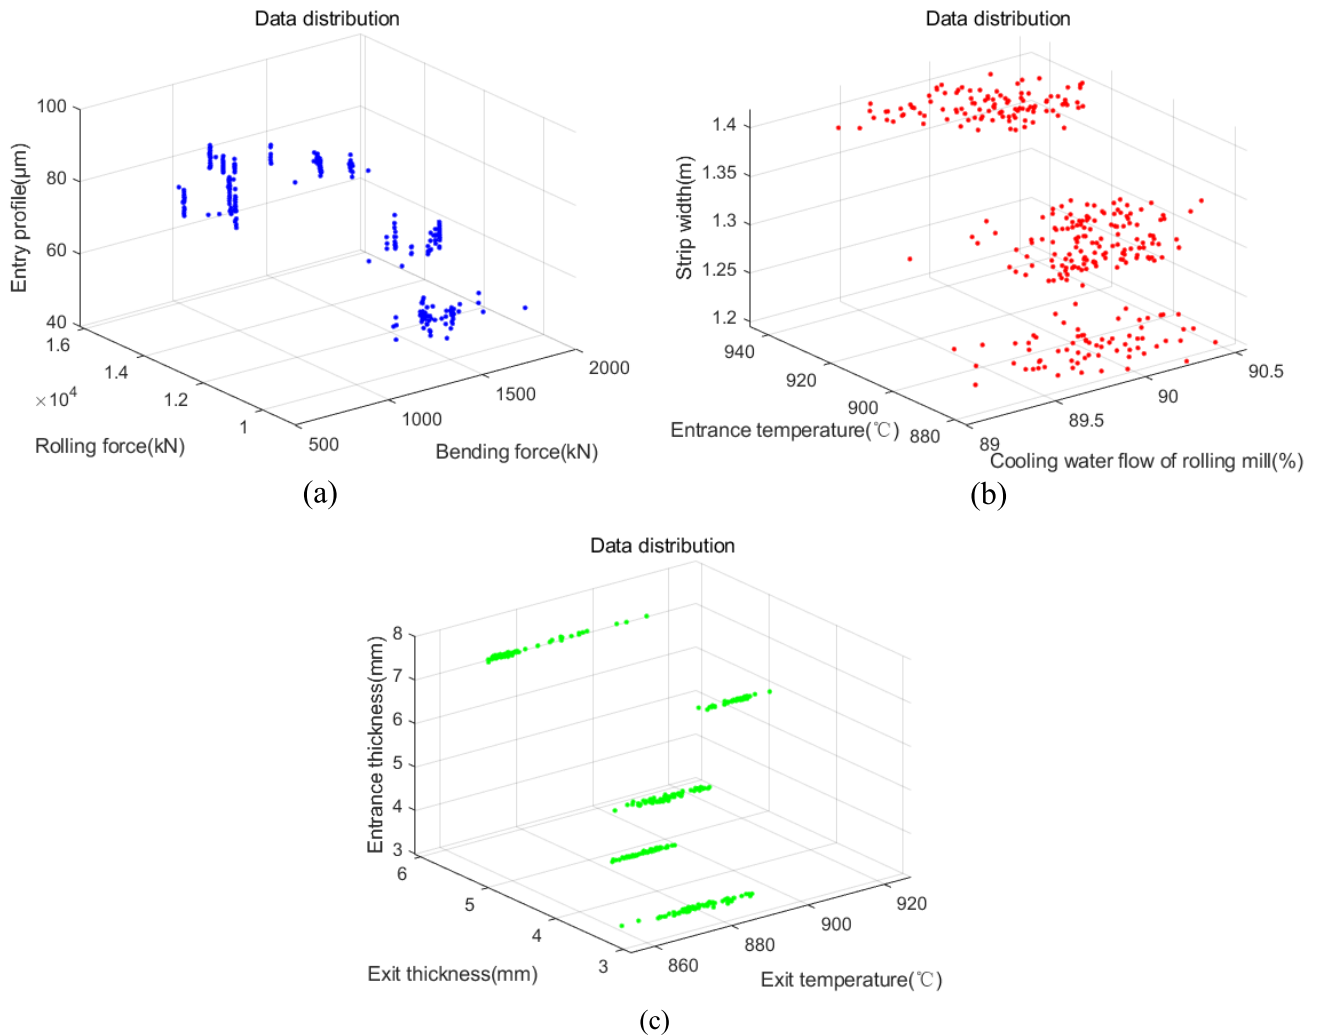 Data distribution
100
80
60
40
Entry profile(μm)
1.6
1.4
1.2
1
×10⁴
Rolling force(kN)
500
1000
1500
2000
Bending force(kN)
(a)
Data distribution
1.4
1.35
1.3
1.25
1.2
Strip width(m)
940
920
900
880
Entrance temperature(℃)
89
89.5
90
90.5
Cooling water flow of rolling mill(%)
(b)
Data distribution
8
7
6
5
4
3
Entrance thickness(mm)
6
5
4
3
Exit thickness(mm)
860
880
900
920
Exit temperature(℃)
(c)